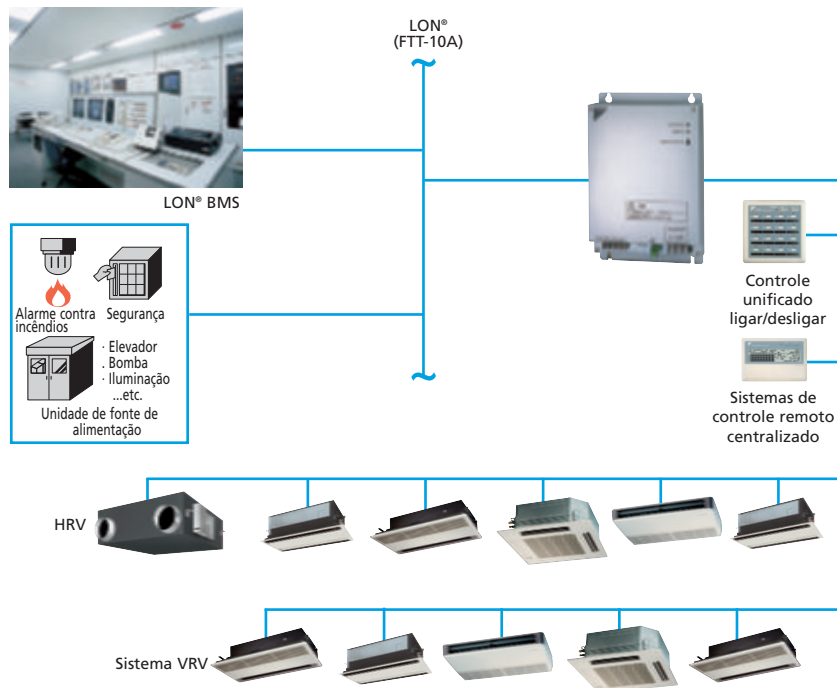 LON®
(FTT-10A)
LON® BMS
Alarme contra
incêndios
Segurança
· Elevador
. Bomba
· Iluminação
...etc.
Unidade de fonte de
alimentação
Controle
unificado
ligar/desligar
Sistemas de
controle remoto
centralizado
HRV
Sistema VRV